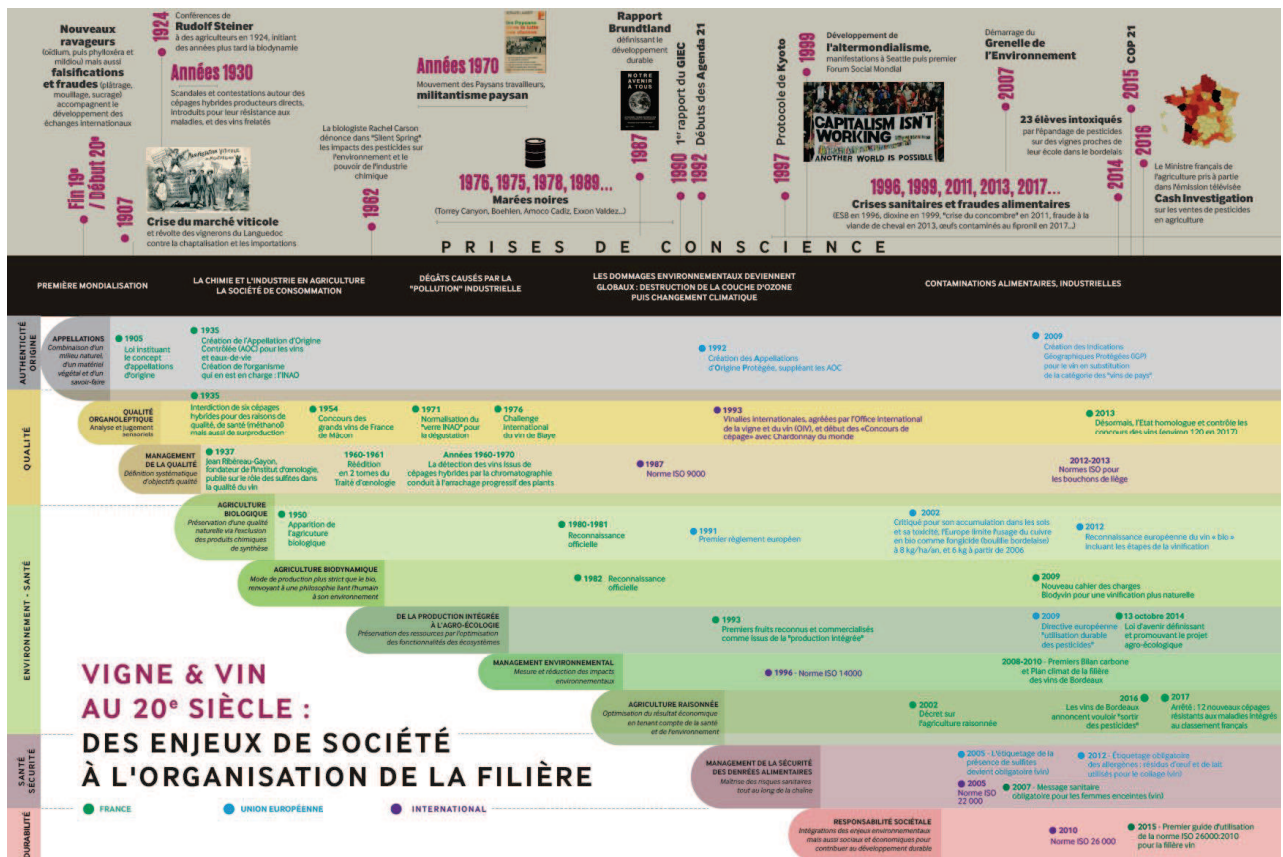 Nouveaux
ravageurs
(oïdium, puis phylloxéra et
mildiou) mais aussi
falsifications
et fraudes (plâtrage,
mouillage, sucrage)
accompagnent le
développement des
échanges internationaux
Fin 19e
/ Début 20e
1907
1924
Conférences de
Rudolf Steiner
à des agriculteurs en 1924, initiant
des années plus tard la biodynamie
Années 1930
Scandales et contestations autour des
cépages hybrides producteurs directs,
introduits pour leur résistance aux
maladies, et des vins frelatés
Crise du marché viticole
et révolte des vignerons du Languedoc
contre la chaptalisation et les importations
La biologiste Rachel Carson
dénonce dans "Silent Spring"
les impacts des pesticides sur
l'environnement et le
pouvoir de l'industrie
chimique
1962
Années 1970
Mouvement des Paysans travailleurs,
militantisme paysan
1976, 1975, 1978, 1989...
Marées noires
(Torrey Canyon, Boehlen, Amoco Cadiz, Exxon Valdez...)
Rapport
Brundtland
définissant le
développement
durable
NOTRE
AVENIR
À TOUS
1987
1990 1er rapport du GIEC
1992 Débuts des Agenda 21
1997 Protocole de Kyoto
1999
Développement de
l'altermondialisme,
manifestations à Seattle puis premier
Forum Social Mondial
CAPITALISM ISN'T
WORKING
ANOTHER WORLD IS POSSIBLE
1996, 1999, 2011, 2013, 2017...
Crises sanitaires et fraudes alimentaires
(ESB en 1996, dioxine en 1999, "crise du concombre" en 2011, fraude à la
viande de cheval en 2013, œufs contaminés au fipronil en 2017...)
Démarrage du
Grenelle de
l'Environnement
2007
23 élèves intoxiqués
par l'épandage de pesticides
sur des vignes proches de
leur école dans le bordelais
2014
2015 COP 21
2016
Le Ministre français de
l'agriculture pris à partie
dans l'émission télévisée
Cash Investigation
sur les ventes de pesticides
en agriculture
PRISES DE CONSCIENCE
PREMIÈRE MONDIALISATION
LA CHIMIE ET L'INDUSTRIE EN AGRICULTURE
LA SOCIÉTÉ DE CONSOMMATION
DÉGÂTS CAUSÉS PAR LA
"POLLUTION" INDUSTRIELLE
LES DOMMAGES ENVIRONNEMENTAUX DEVIENNENT
GLOBAUX : DESTRUCTION DE LA COUCHE D'OZONE
PUIS CHANGEMENT CLIMATIQUE
CONTAMINATIONS ALIMENTAIRES, INDUSTRIELLES
AUTHENTICITÉ
ORIGINE
APPELLATIONS
Combinaison d'un
milieu naturel,
d'un matériel
végétal et d'un
savoir-faire
1905
Loi instituant
le concept
d'appellations
d'origine
1935
Création de l'Appellation d'Origine
Contrôlée (AOC) pour les vins
et eaux-de-vie
Création de l'organisme
qui en est en charge : l'INAO
1992
Création des Appellations
d'Origine Protégée, suppléant les AOC
2009
Création des Indications
Géographiques Protégées (IGP)
pour le vin en substitution
de la catégorie des "vins de pays"
QUALITÉ
QUALITÉ
ORGANOLEPTIQUE
Analyse et jugement
sensoriels
1935
Interdiction de six cépages
hybrides pour des raisons de
qualité, de santé (méthanol)
mais aussi de surproduction
1954
Concours des
grands vins de France
de Mâcon
1971
Normalisation du
"verre INAO" pour
la dégustation
1976
Challenge
international
du vin de Blaye
1993
Vinalies internationales, agréées par l'Office International
de la vigne et du vin (OIV), et début des «Concours de
cépage» avec Chardonnay du monde
2013
Désormais, l'Etat homologue et contrôle les
concours des vins (environ 120 en 2017)
MANAGEMENT
DE LA QUALITÉ
Définition systématique
d'objectifs qualité
1937
Jean Ribéreau-Gayon,
fondateur de l'Institut d'œnologie,
publie sur le rôle des sulfites dans
la qualité du vin
1960-1961
Réédition
en 2 tomes du
Traité d'œnologie
Années 1960-1970
La détection des vins issus de
cépages hybrides par la chromatographie
conduit à l'arrachage progressif des plants
1987
Norme ISO 9000
2012-2013
Normes ISO pour
les bouchons de liège
ENVIRONNEMENT - SANTÉ
AGRICULTURE
BIOLOGIQUE
Préservation d'une qualité
naturelle via l'exclusion
des produits chimiques
de synthèse
1950
Apparition de
l'agricuture
biologique
1980-1981
Reconnaissance
officielle
1991
Premier règlement européen
2002
Critiqué pour son accumulation dans les sols
et sa toxicité, l'Europe limite l'usage du cuivre
en bio comme fongicide (bouillie bordelaise)
à 8 kg/ha/an, et 6 kg à partir de 2006
2012
Reconnaissance européenne du vin « bio »
incluant les étapes de la vinification
AGRICULTURE BIODYNAMIQUE
Mode de production plus strict que le bio,
renvoyant à une philosophie liant l'humain
à son environnement
1982 Reconnaissance
officielle
2009
Nouveau cahier des charges
Biodyvin pour une vinification plus naturelle
DE LA PRODUCTION INTÉGRÉE
À L'AGRO-ÉCOLOGIE
Préservation des ressources par l'optimisation
des fonctionnalités des écosystèmes
1993
Premiers fruits reconnus et commercialisés
comme issus de la "production intégrée"
2009
Directive européenne
"utilisation durable
des pesticides"
13 octobre 2014
Loi d'avenir définissant
et promouvant le projet
agro-écologique
MANAGEMENT ENVIRONNEMENTAL
Mesure et réduction des impacts
environnementaux
1996 - Norme ISO 14000
2008-2010 - Premiers Bilan carbone
et Plan climat de la filière
des vins de Bordeaux
AGRICULTURE RAISONNÉE
Optimisation du résultat économique
en tenant compte de la santé
et de l'environnement
2002
Décret sur
l'agriculture raisonnée
2016
Les vins de Bordeaux
annoncent vouloir "sortir
des pesticides"
2017
Arrêté : 12 nouveaux cépages
résistants aux maladies intégrés
au classement français
SANTÉ
SÉCURITÉ
MANAGEMENT DE LA SÉCURITÉ
DES DENRÉES ALIMENTAIRES
Maîtrise des risques sanitaires
tout au long de la chaîne
2005 - L'étiquetage de la
présence de sulfites
devient obligatoire (vin)
2005
Norme ISO
22 000
2007 - Message sanitaire
obligatoire pour les femmes enceintes (vin)
2012 - Étiquetage obligatoire
des allergènes : résidus d'œuf et de lait
utilisés pour le collage (vin)
DURABILITÉ
RESPONSABILITÉ SOCIÉTALE
Intégrations des enjeux environnementaux
mais aussi sociaux et économiques pour
contribuer au développement durable
2010
Norme ISO 26 000
2015 - Premier guide d'utilisation
de la norme ISO 26000:2010
pour la filière vin
VIGNE & VIN
AU 20e SIÈCLE :
DES ENJEUX DE SOCIÉTÉ
À L'ORGANISATION DE LA FILIÈRE
FRANCE
UNION EUROPÉENNE
INTERNATIONAL